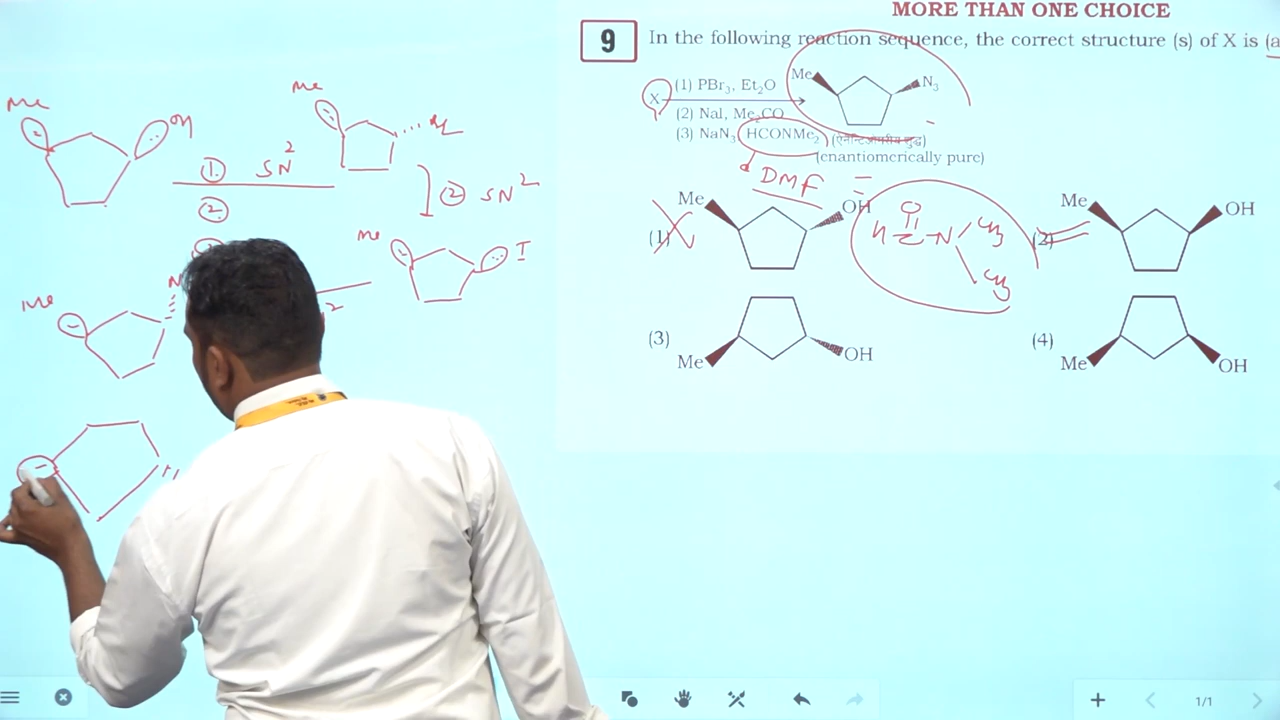 MORE THAN ONE CHOICE
9 In the following reaction sequence, the correct structure (s) of X is (a
X (1) PBr₃, Et₂O
(2) NaI, Me₂CO
(3) NaN₃ HCONMe₂
Me N₃
(enantiomerically pure)
DMF
(1) Me OH
(2) Me OH
(3) Me OH
(4) Me OH
H C O N CH₃
CH₃
Me OH
① SN²
②
Me
② SN²
Me I
Me N
1/1